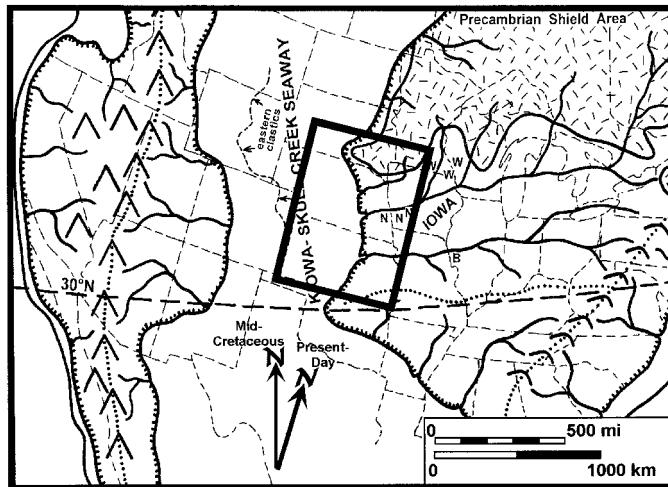 Precambrian Shield Area
eastern
clastics
KIOWA - SKULL CREEK SEAWAY
W
W
W
N N N
IOWA
B
30°N
Mid-
Cretaceous
Present-
Day
N
N
0 500 mi
0 1000 km